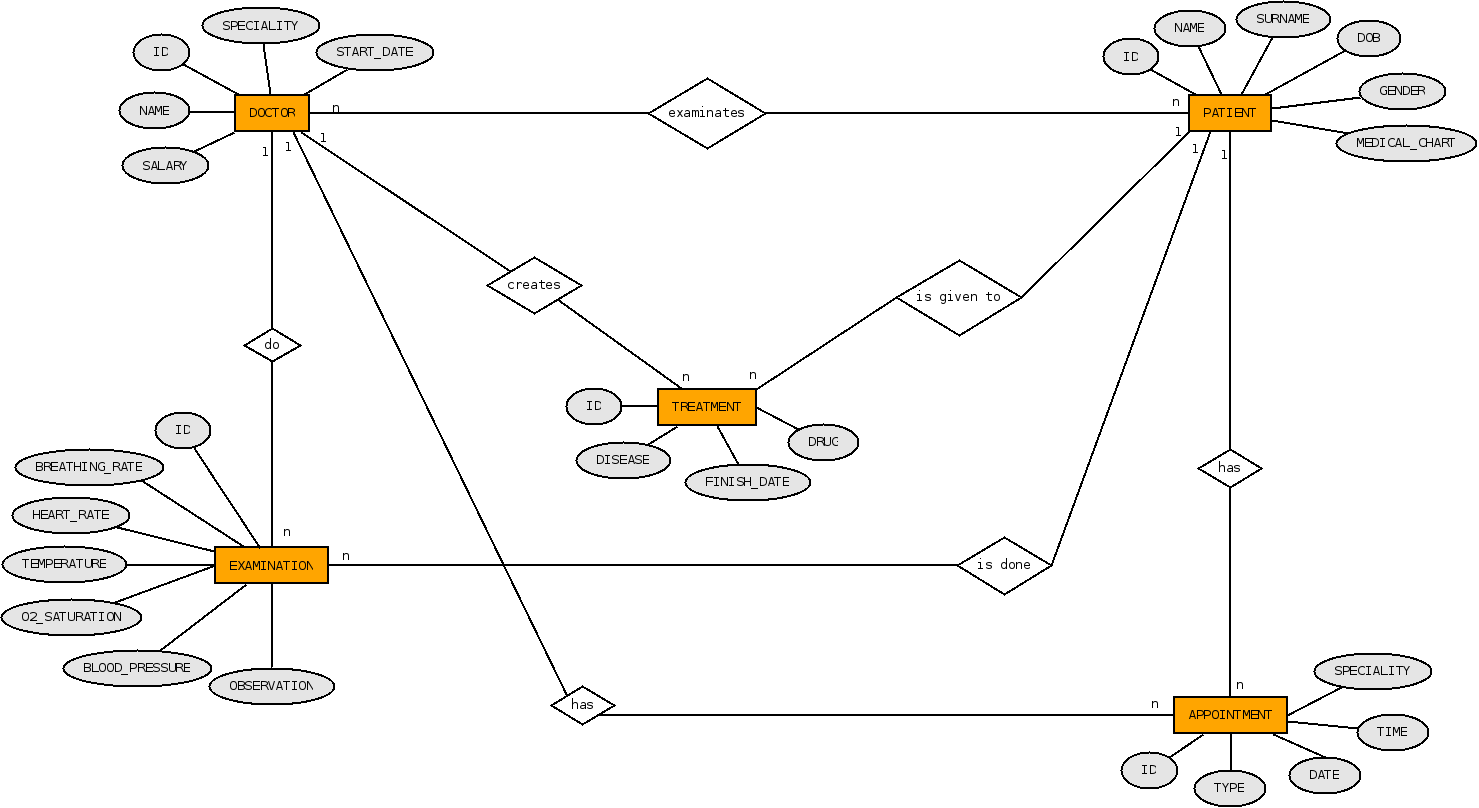 SPECIALITY
ID
START_DATE
NAME
DOCTOR
SALARY
n
1
1
1
examinates
n
1
1
1
ID
NAME
SURNAME
DOB
GENDER
PATIENT
MEDICAL_CHART
creates
is given to
do
n
n
ID
TREATMENT
DRUG
DISEASE
FINISH_DATE
ID
BREATHING_RATE
HEART_RATE
TEMPERATURE
EXAMINATION
O2_SATURATION
BLOOD_PRESSURE
OBSERVATION
n
n
is done
has
has
n
n
SPECIALITY
APPOINTMENT
TIME
ID
TYPE
DATE